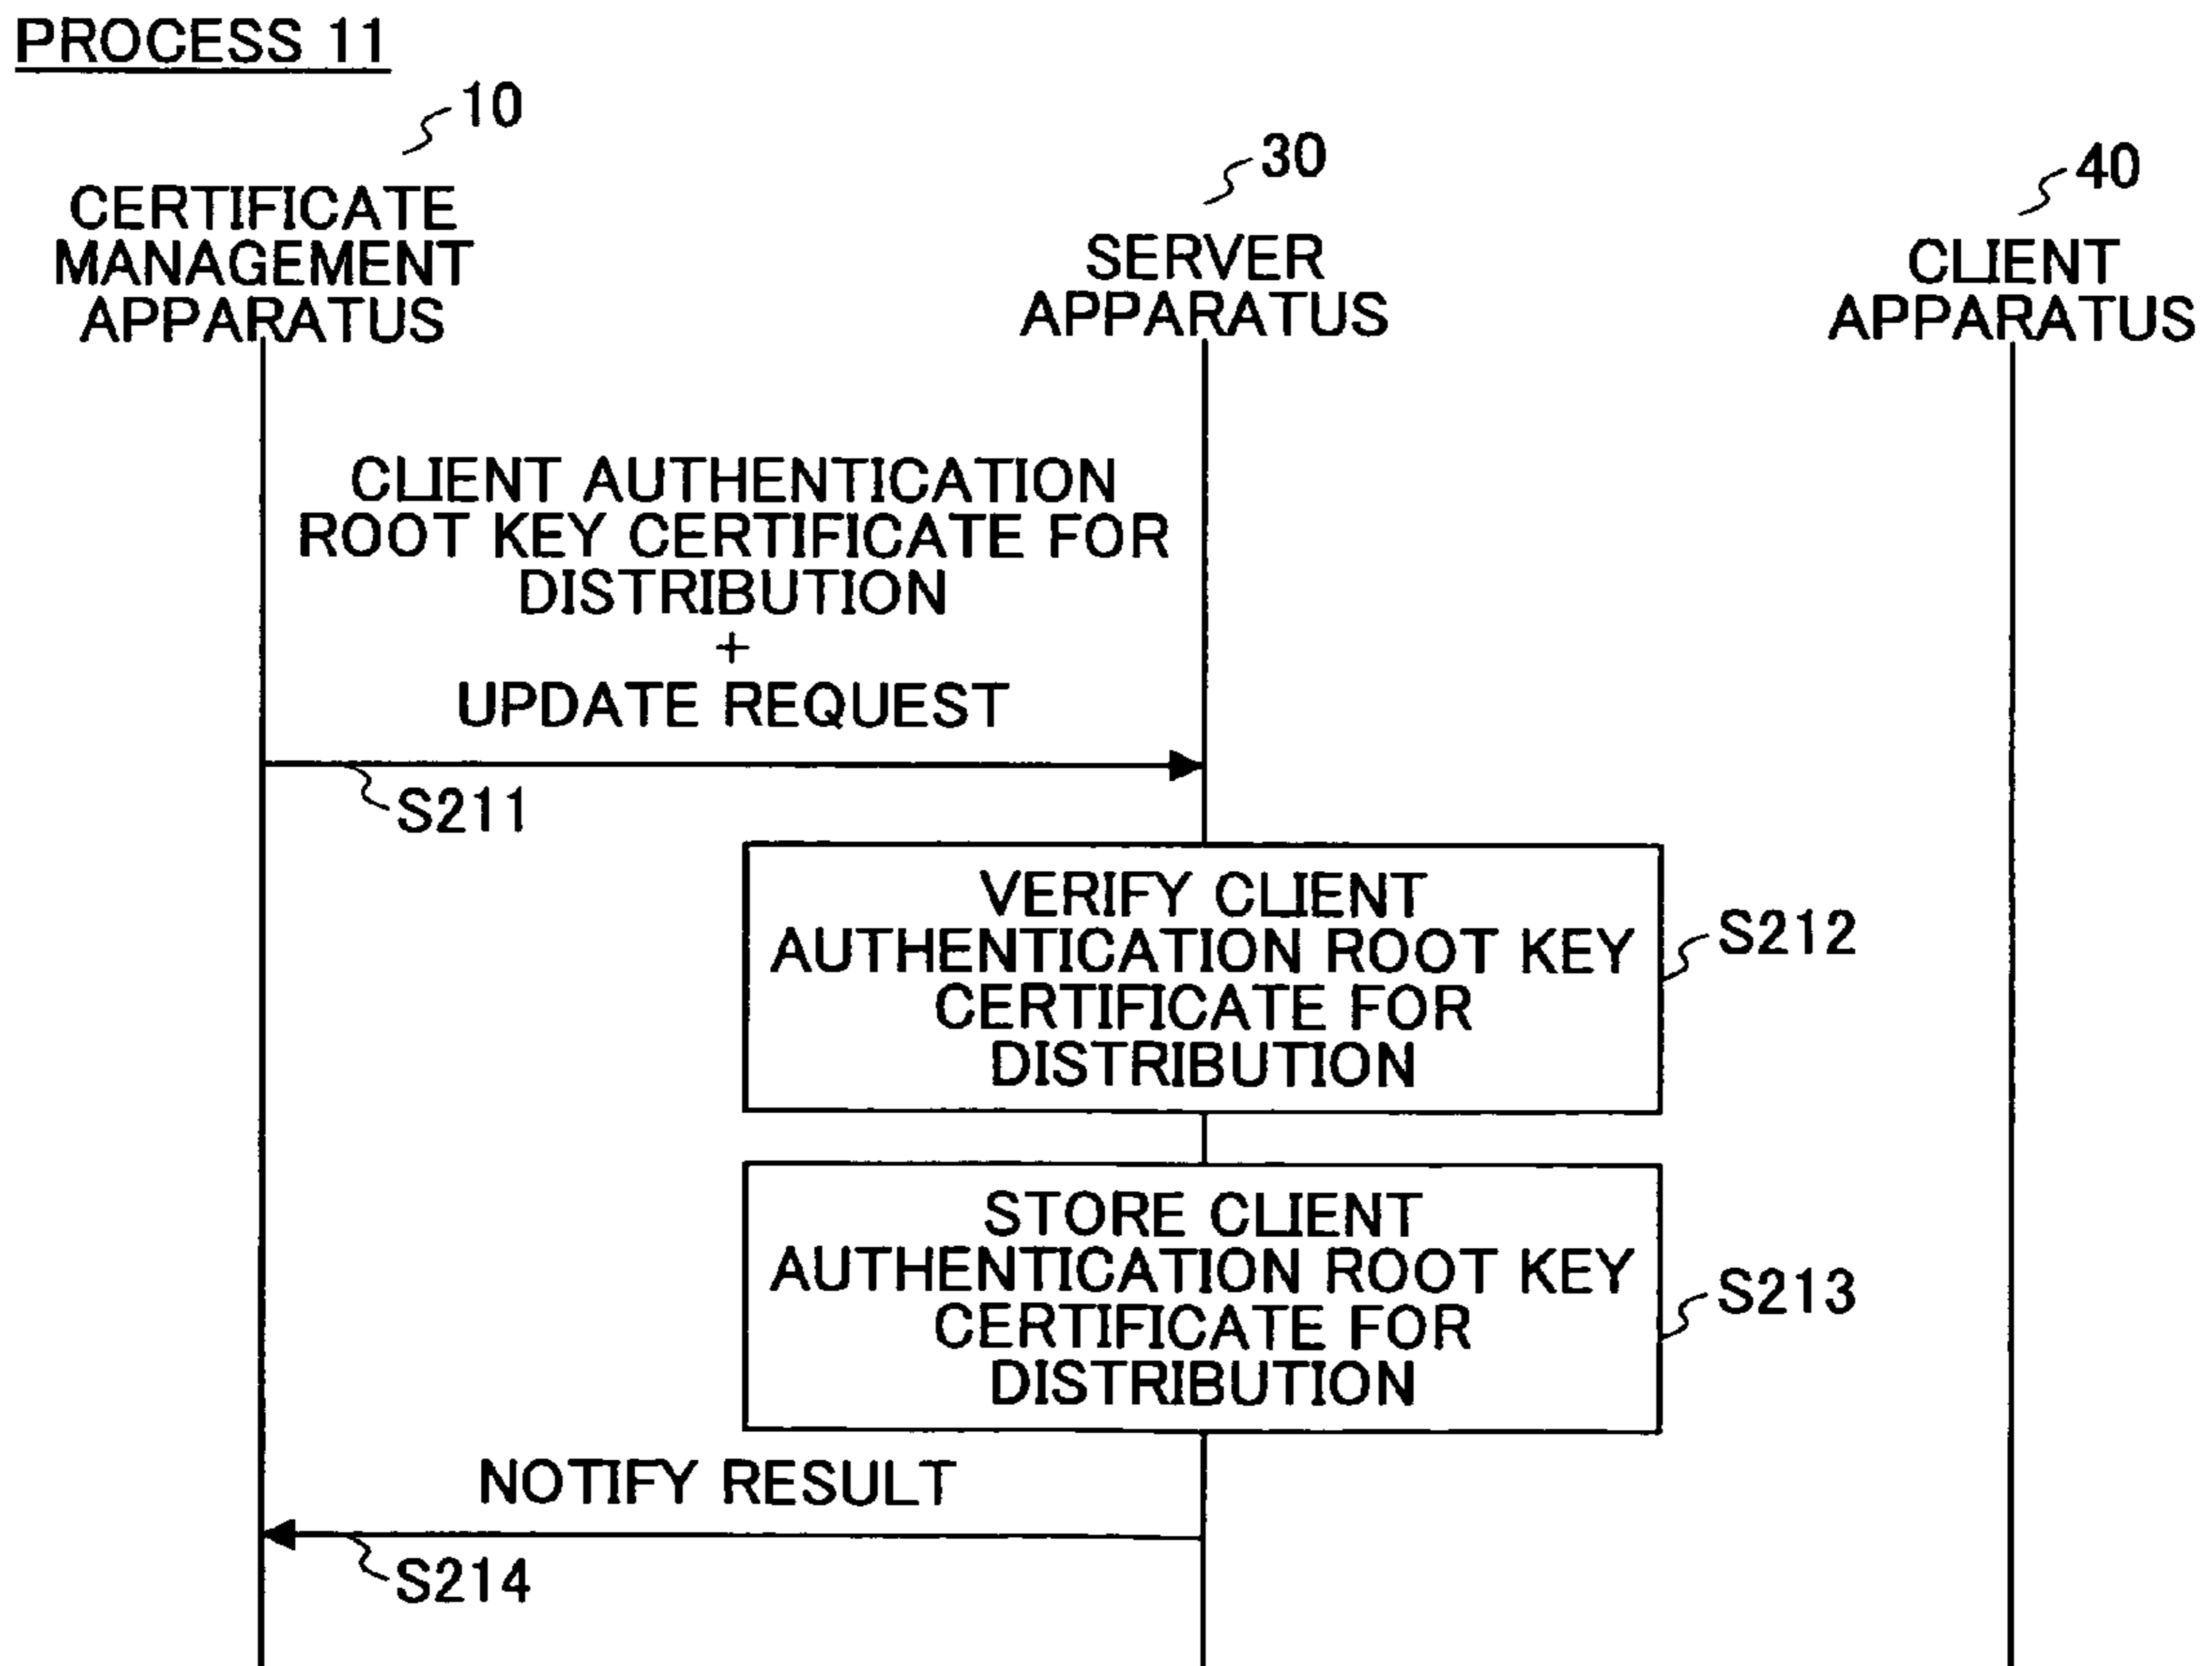 PROCESS 11
10
CERTIFICATE
MANAGEMENT
APPARATUS
30
SERVER
APPARATUS
40
CLIENT
APPARATUS
CLIENT AUTHENTICATION
ROOT KEY CERTIFICATE FOR
DISTRIBUTION
+
UPDATE REQUEST
S211
VERIFY CLIENT
AUTHENTICATION ROOT KEY
CERTIFICATE FOR
DISTRIBUTION
S212
STORE CLIENT
AUTHENTICATION ROOT KEY
CERTIFICATE FOR
DISTRIBUTION
S213
NOTIFY RESULT
S214